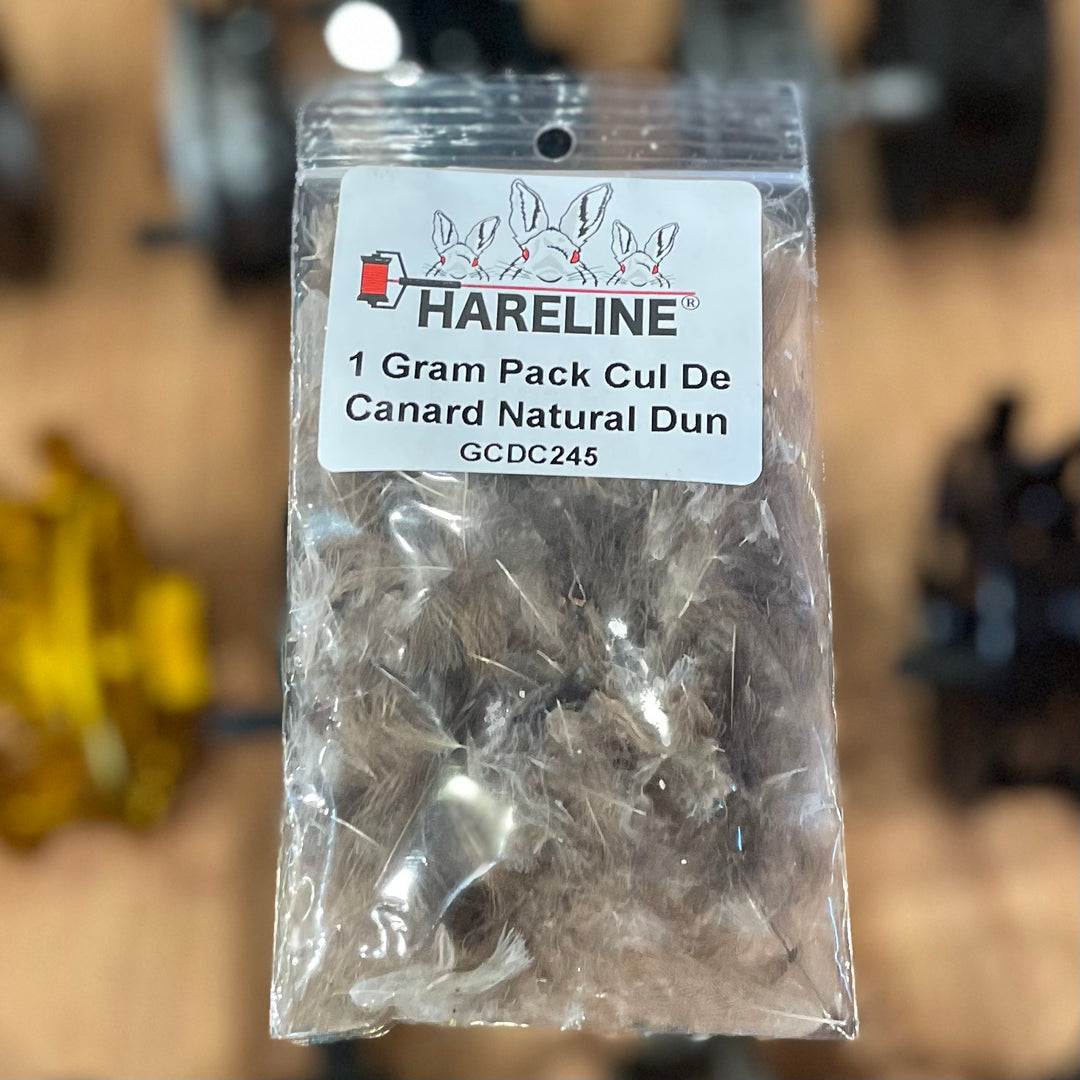 HARELINE®
1 Gram Pack Cul De
Canard Natural Dun
GCDC245